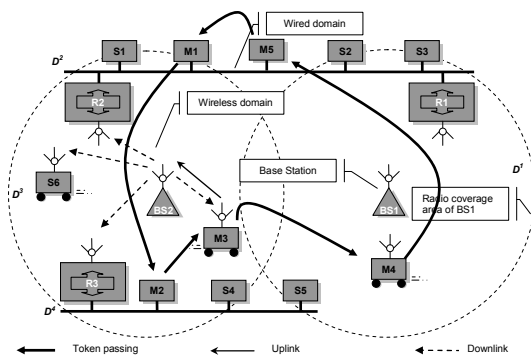 Wired domain
S1
M1
M5
S2
S3
D2
R2
R1
Wireless domain
Base Station
D3
S6
BS2
BS1
D1
Radio coverage
area of BS1
M3
M4
R3
M2
S4
S5
D4
Token passing
Uplink
Downlink